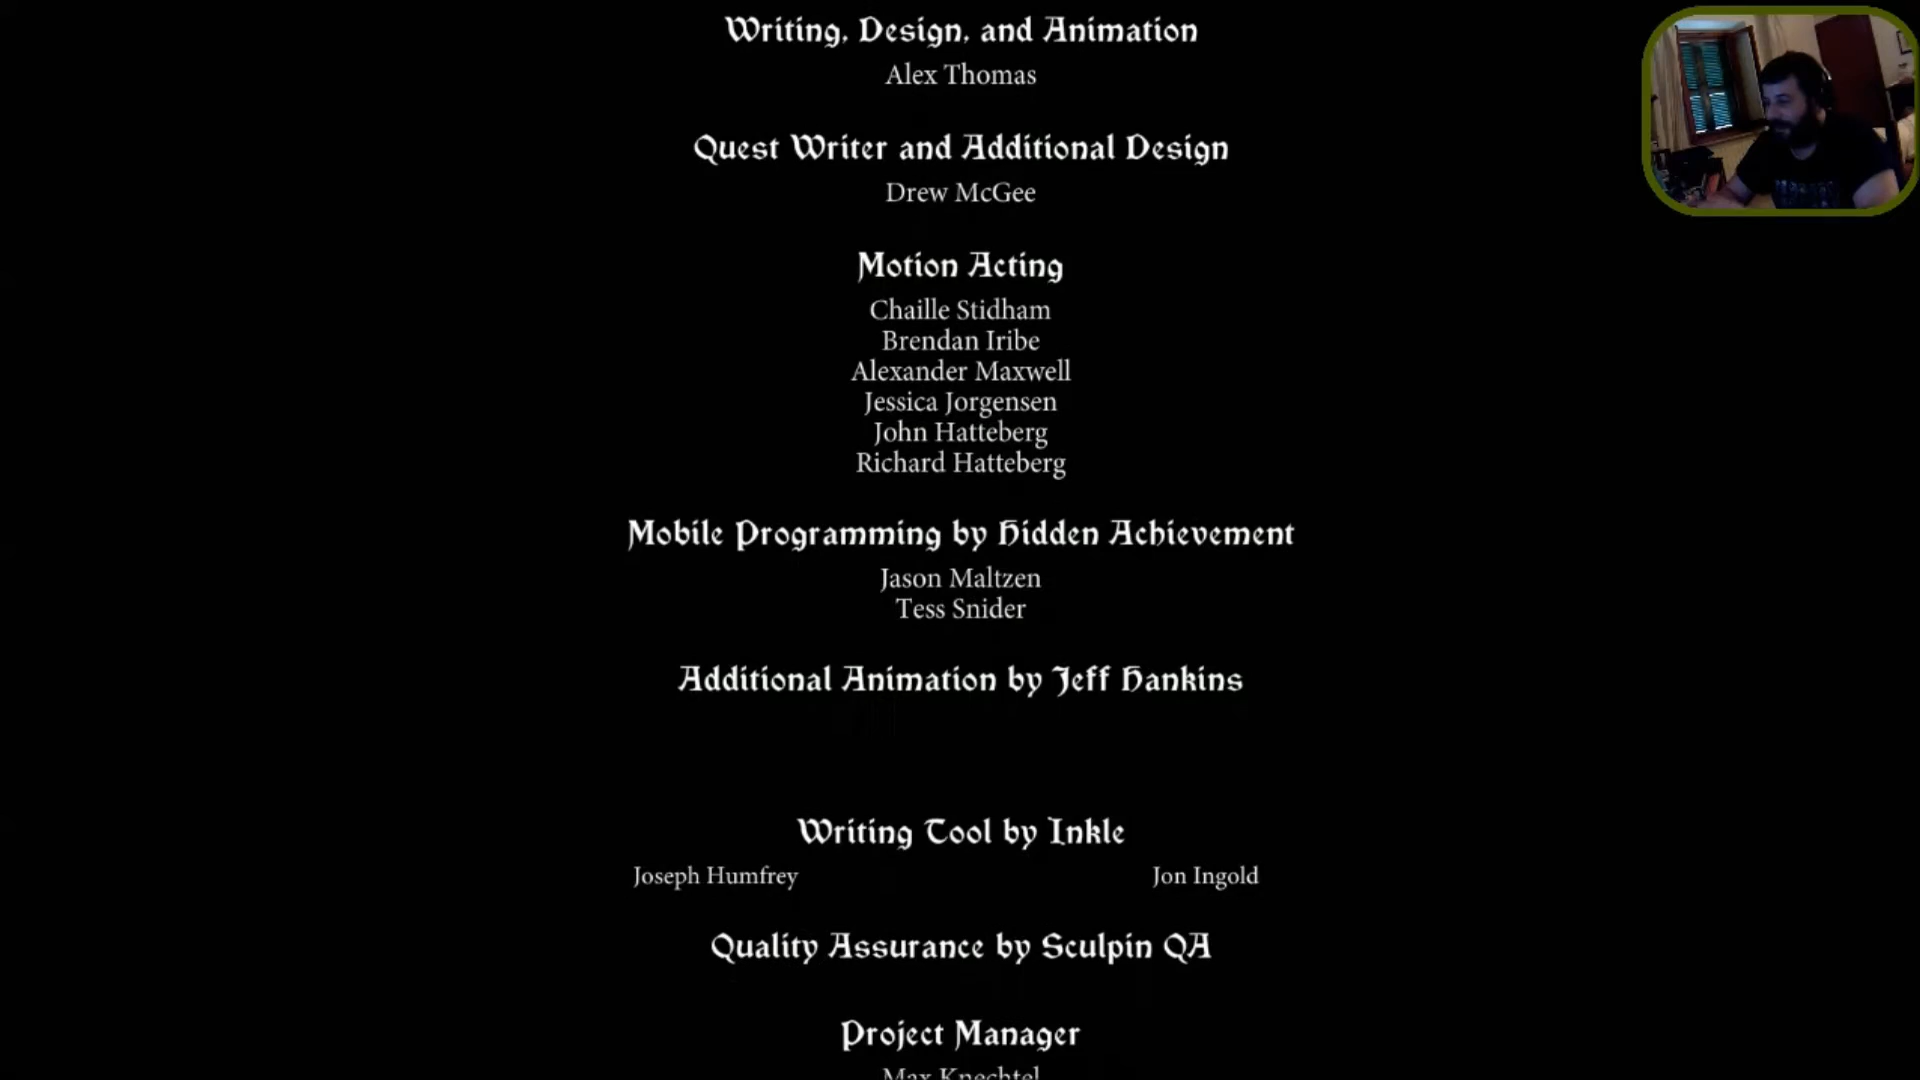 Writing, Design, and Animation
Alex Thomas
Quest Writer and Additional Design
Drew McGee
Motion Acting
Chaille Stidham
Brendan Iribe
Alexander Maxwell
Jessica Jorgensen
John Hatteberg
Richard Hatteberg
Mobile Programming by Hidden Achievement
Jason Maltzen
Tess Snider
Additional Animation by Jeff Hankins
Writing Tool by Inkle
Joseph Humfrey Jon Ingold
Quality Assurance by Sculpin QA
Project Manager
Max Knechtel